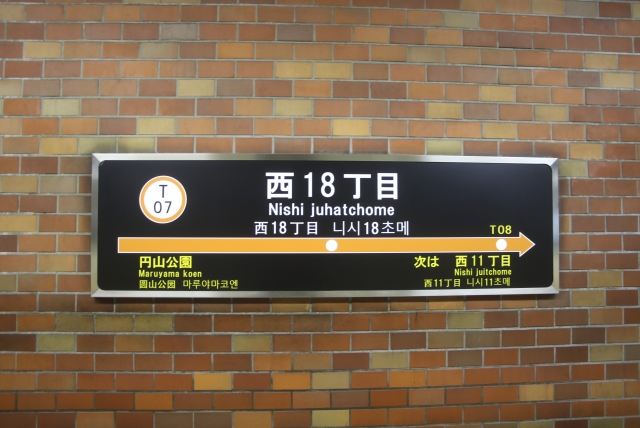 T
07
西18丁目
Nishi juhatchome
西18丁目 니시18초메
T08
円山公園
Maruyama koen
圆山公园 마루야마코엔
次は 西11丁目
Nishi juitchome
西11丁目 니시11초메